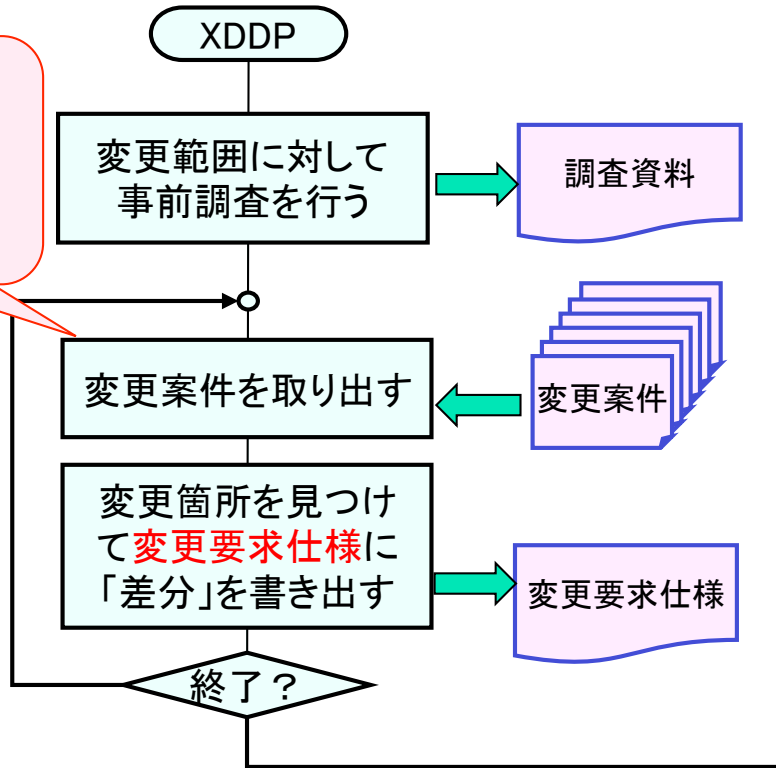 XDDP
変更範囲に対して
事前調査を行う
調査資料
変更案件を取り出す
変更案件
変更箇所を見つけ
て変更要求仕様に
「差分」を書き出す
変更要求仕様
終了？